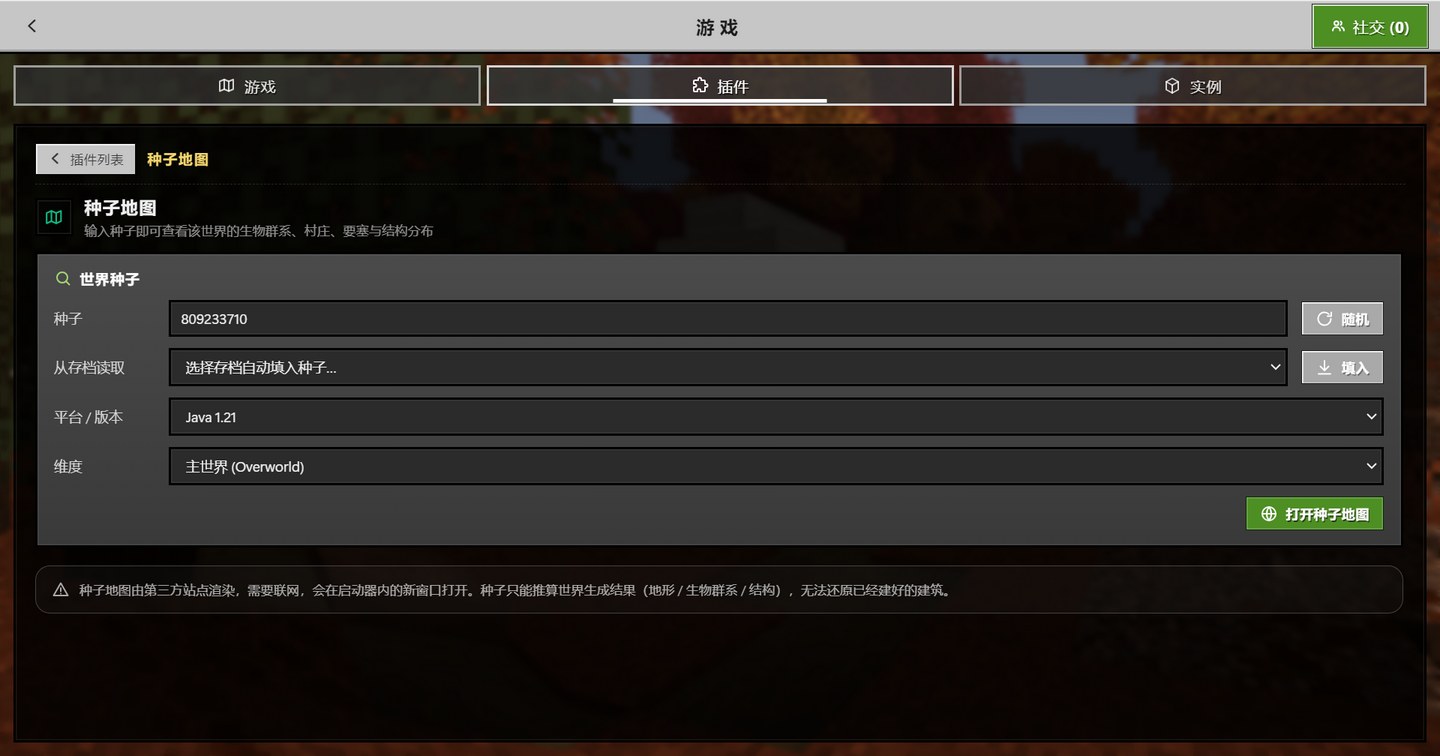 游戏
社交 (0)
游戏
插件
实例
插件列表
种子地图
种子地图
输入种子即可查看该世界的生物群系、村庄、要塞与结构分布
世界种子
种子
809233710
随机
从存档读取
选择存档自动填入种子...
填入
平台 / 版本
Java 1.21
维度
主世界 (Overworld)
打开种子地图
种子地图由第三方站点渲染，需要联网，会在启动器内的新窗口打开。种子只能推算世界生成结果（地形 / 生物群系 / 结构），无法还原已经建好的建筑。